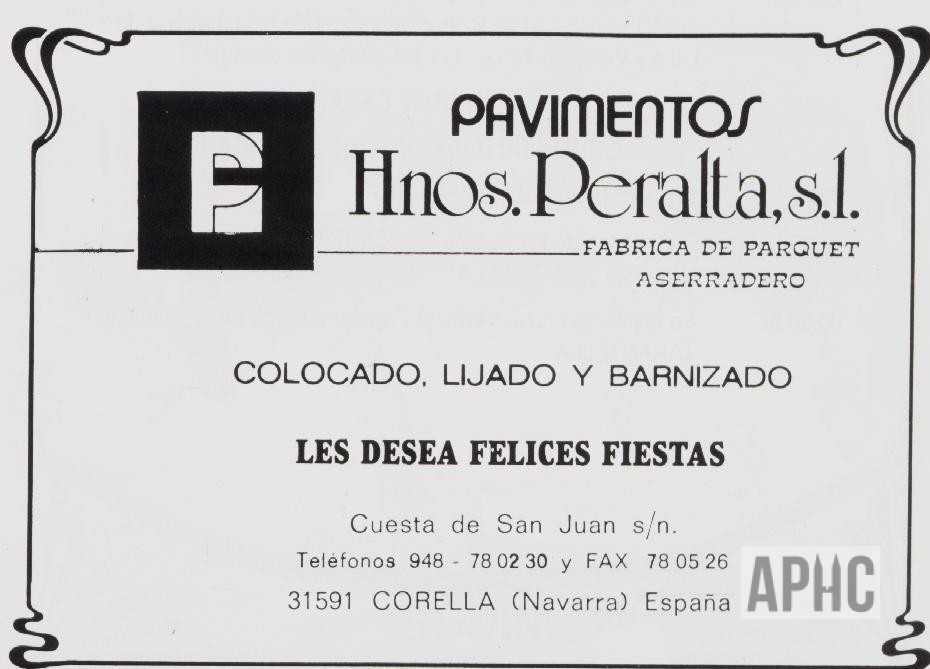 PAVIMENTOS
Hnos. Peralta, s.l.
FABRICA DE PARQUET
ASERRADERO
COLOCADO, LIJADO Y BARNIZADO
LES DESEA FELICES FIESTAS
Cuesta de San Juan s/n.
Teléfonos 948 - 78 02 30 y FAX 78 05 26
31591 CORELLA (Navarra) España
APHC